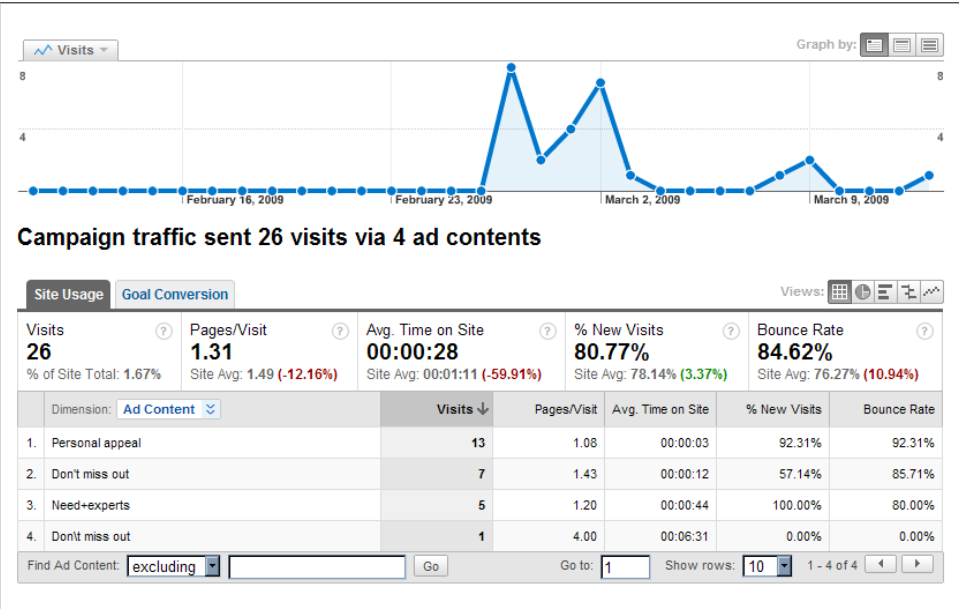 Visits
Graph by:
8 8
4 4
February 16, 2009 February 23, 2009 March 2, 2009 March 9, 2009
Campaign traffic sent 26 visits via 4 ad contents
Site Usage Goal Conversion Views:
Visits ? Pages/Visit ? Avg. Time on Site ? % New Visits ? Bounce Rate ?
26 1.31 00:00:28 80.77% 84.62%
% of Site Total: 1.67% Site Avg: 1.49 (-12.16%) Site Avg: 00:01:11 (-59.91%) Site Avg: 78.14% (3.37%) Site Avg: 76.27% (10.94%)
Dimension: Ad Content Visits Pages/Visit Avg. Time on Site % New Visits Bounce Rate
1. Personal appeal 13 1.08 00:00:03 92.31% 92.31%
2. Don't miss out 7 1.43 00:00:12 57.14% 85.71%
3. Need+experts 5 1.20 00:00:44 100.00% 80.00%
4. Don\t miss out 1 4.00 00:06:31 0.00% 0.00%
Find Ad Content: excluding Go Go to: 1 Show rows: 10 1 - 4 of 4